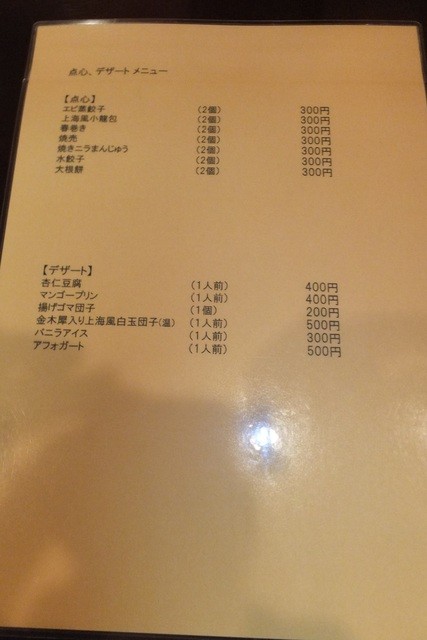 点心、デザートメニュー
【点心】
エビ蒸餃子 (2個) 300円
上海風小籠包 (2個) 300円
春巻き (2個) 300円
焼売 (2個) 300円
焼きニラまんじゅう (2個) 300円
水餃子 (2個) 300円
大根餅 (2個) 300円
【デザート】
杏仁豆腐 (1人前) 400円
マンゴープリン (1人前) 400円
揚げゴマ団子 (1個) 200円
金木犀入り上海風白玉団子(温) (1人前) 500円
バニラアイス (1人前) 300円
アフォガート (1人前) 500円